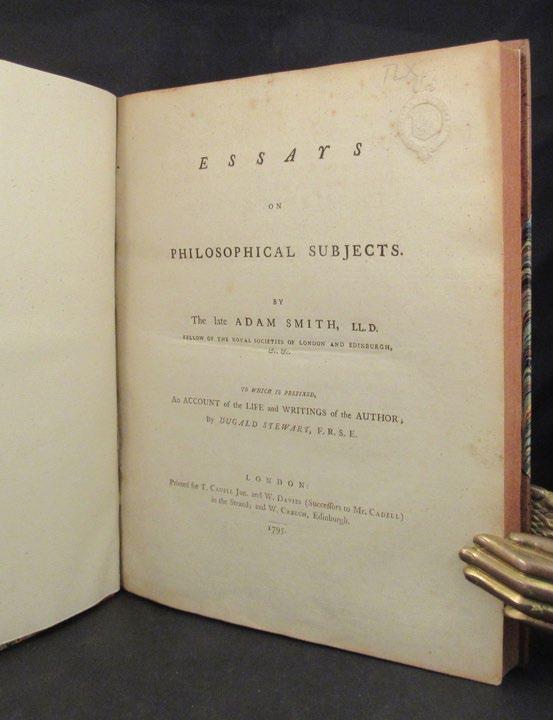 ESSAYS
ON
PHILOSOPHICAL SUBJECTS.
BY
The late ADAM SMITH, LL.D.
FELLOW OF THE ROYAL SOCIETIES OF LONDON AND EDINBURGH,
&c. &c.
TO WHICH IS PREFIXED,
An ACCOUNT of the LIFE and WRITINGS of the AUTHOR;
By DUGALD STEWART, F.R.S.E.
LONDON:
Printed for T. CADELL Jun. and W. DAVIES (Successors to Mr. CADELL)
in the Strand; and W. CREECH, Edinburgh.
1795.